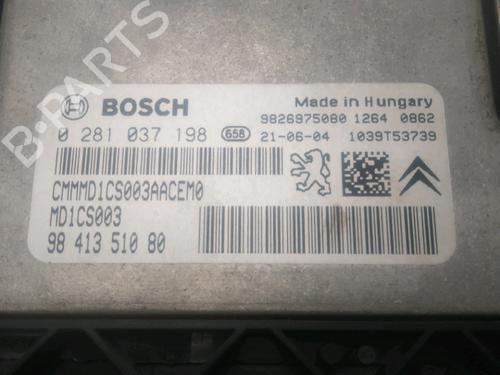 B-PARTS
BOSCH
Made in Hungary
9826975080 1264 0862
0 281 037 198 658 21-06-04 1039T53739
CMMMD1CS003AACEM0
MD1CS003
98 413 510 80